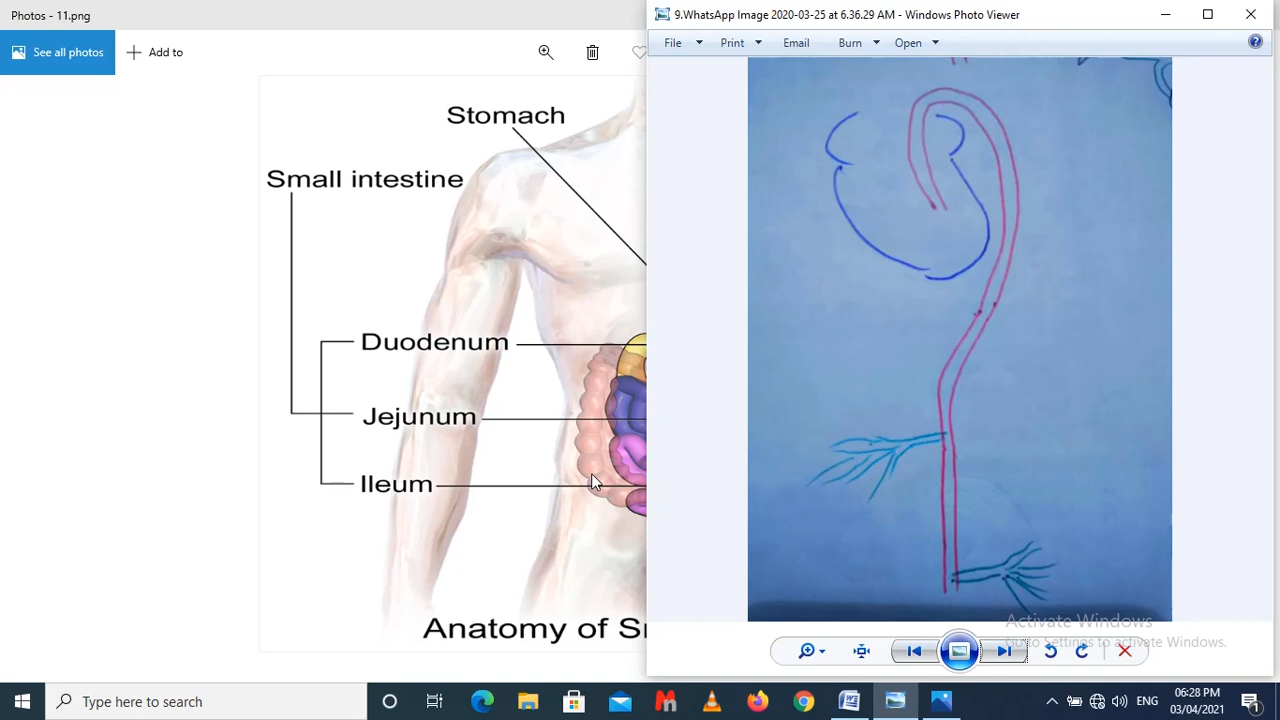 Photos - 11.png
See all photos
Add to
Stomach
Small intestine
Duodenum
Jejunum
Ileum
Anatomy of S
9.WhatsApp Image 2020-03-25 at 6.36.29 AM - Windows Photo Viewer
File Print Email Burn Open
Activate Windows
Go to Settings to activate Windows.
Type here to search
ENG
06:28 PM
03/04/2021